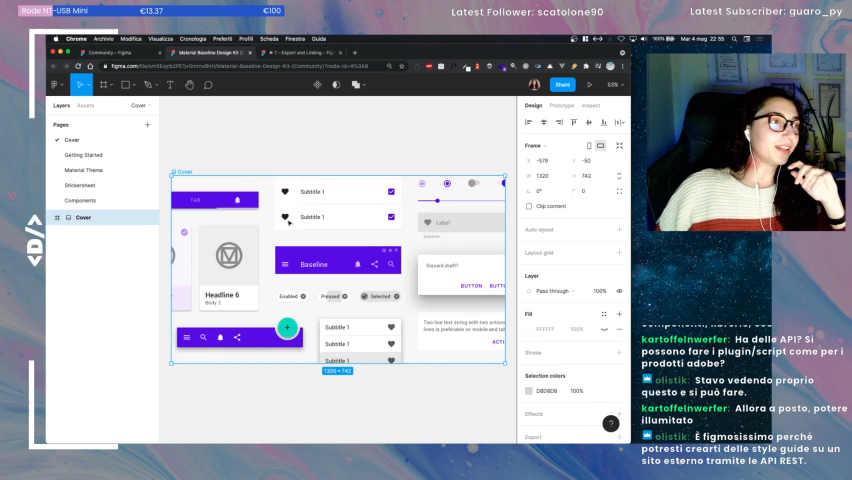 Rode NT-USB Mini €13.37 €100
Latest Follower: scatolone90
Latest Subscriber: guaro_py
Chrome Archivio Modifica Visualizza Cronologia Preferiti Profili Scheda Finestra Guida
100% Mar 4 mag 22 55
Community – Figma
Material Baseline Design Kit
7 – Export and Linking – Fig
Share
53%
Layers Assets Cover
Pages
Cover
Getting Started
Material Theme
Stickersheet
Components
Cover
Cover
TAB
Subtitle 1
Subtitle 1
Label
Baseline
Discard draft?
BUTTON
Headline 6
Body 2
Enabled Pressed Selected
Subtitle 1
Subtitle 1
Subtitle 1
Two line text string with two action
lines is preferable on mobile and tab
ACTI
1320 × 742
Design Prototype Inspect
Frame
X -579 Y -50
W 1320 H 742
0° 0
Clip content
Auto layout
Layout grid
Layer
Pass through 100%
Fill
FFFFFF 100%
Stroke
Selection colors
D8D8D8 100%
Effects
Export
?
</D/>
kartoffelnwerfer: Ha delle API? Si
possono fare i plugin/script come per i
prodotti adobe?
olistik: Stavo vedendo proprio
questo e si può fare.
kartoffelnwerfer: Allora a posto, potere
illumitato
olistik: È figmosissimo perché
potresti crearti delle style guide su un
sito esterno tramite le API REST.